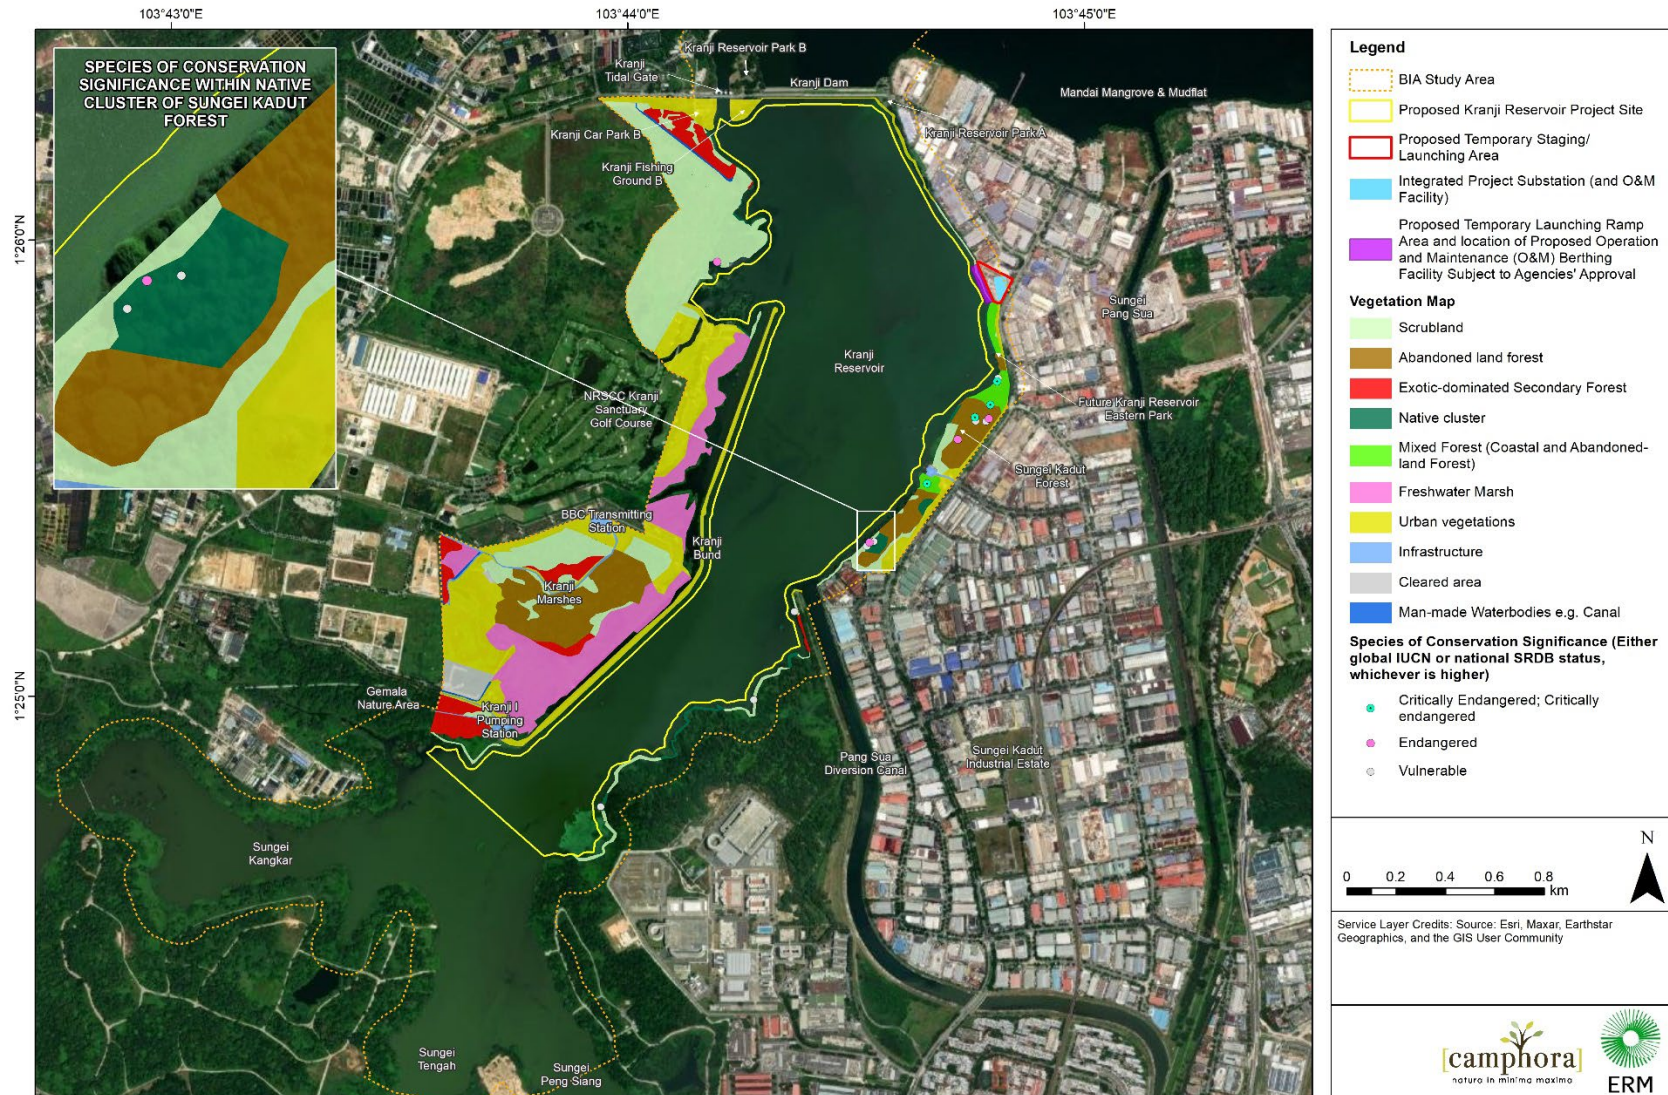 103°43'0"E
103°44'0"E
103°45'0"E
1°26'0"N
1°25'0"N
SPECIES OF CONSERVATION
SIGNIFICANCE WITHIN NATIVE
CLUSTER OF SUNGEI KADUT
FOREST
Kranji Reservoir Park B
Kranji
Tidal Gate
Kranji Dam
Mandai Mangrove & Mudflat
Kranji Car Park B
Kranji Reservoir Park A
Kranji Fishing
Ground B
Sungei
Pang Sua
Kranji
Reservoir
NRSCC Kranji
Sanctuary
Golf Course
Future Kranji Reservoir
Eastern Park
Sungei Kadut
Forest
BBC Transmitting
Station
Kranji
Bund
Kranji
Marshes
Gemala
Nature Area
Kranji I
Pumping
Station
Pang Sua
Diversion Canal
Sungei Kadut
Industrial Estate
Sungei
Kangkar
Sungei
Tengah
Sungei
Peng Siang
Legend
BIA Study Area
Proposed Kranji Reservoir Project Site
Proposed Temporary Staging/
Launching Area
Integrated Project Substation (and O&M
Facility)
Proposed Temporary Launching Ramp
Area and location of Proposed Operation
and Maintenance (O&M) Berthing
Facility Subject to Agencies' Approval
Vegetation Map
Scrubland
Abandoned land forest
Exotic-dominated Secondary Forest
Native cluster
Mixed Forest (Coastal and Abandoned-
land Forest)
Freshwater Marsh
Urban vegetations
Infrastructure
Cleared area
Man-made Waterbodies e.g. Canal
Species of Conservation Significance (Either
global IUCN or national SRDB status,
whichever is higher)
Critically Endangered; Critically
endangered
Endangered
Vulnerable
N
0 0.2 0.4 0.6 0.8
km
Service Layer Credits: Source: Esri, Maxar, Earthstar
Geographics, and the GIS User Community
[camphora]
natura in minima maxima
ERM